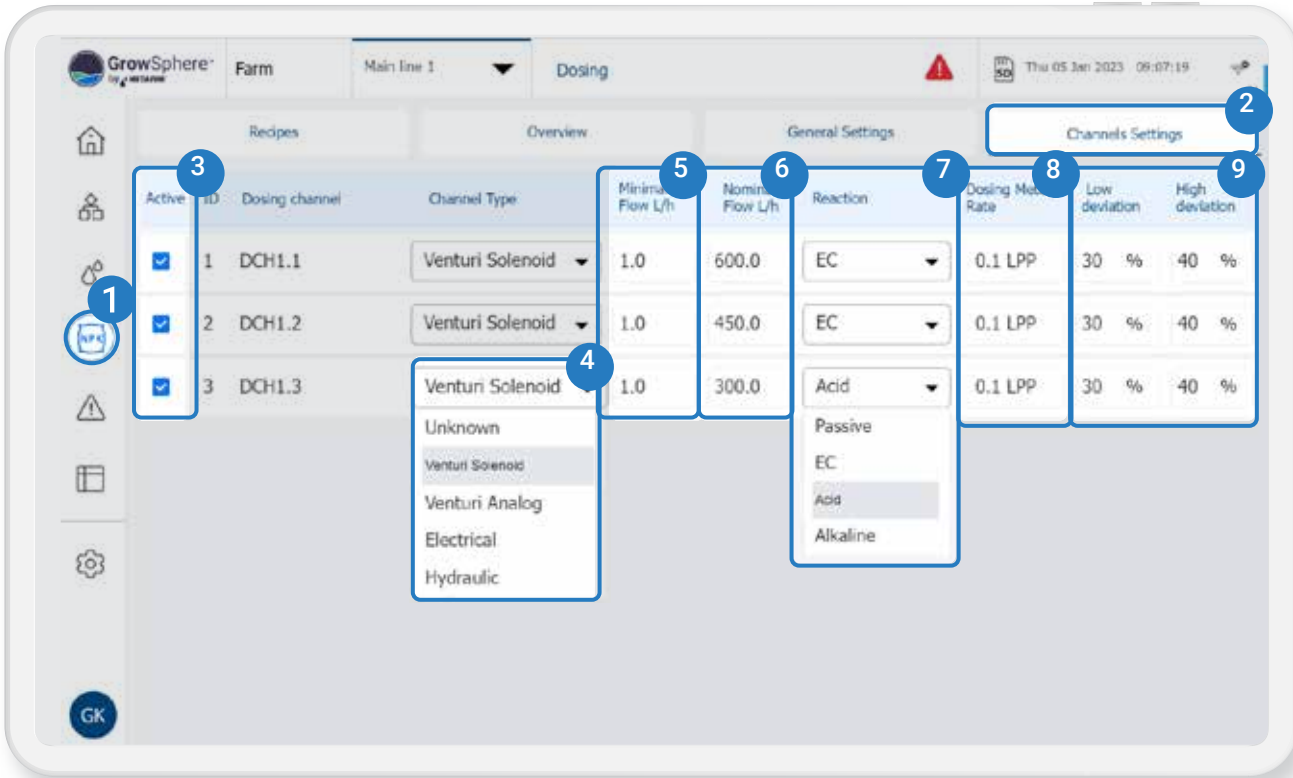 GrowSphere™
Farm
Main line 1
Dosing
SD
Thu 05 Jan 2023 09:07:19
2
Recipes
Overview
General Settings
Channels Settings
3
5
6
7
8
9
Active
ID
Dosing channel
Channel Type
Flow L/h
Flow L/h
Reaction
Dosing
Rate
Low
deviation
High
deviation
1 DCH1.1 Venturi Solenoid 1.0 600.0 EC 0.1 LPP 30 % 40 %
1
2 DCH1.2 Venturi Solenoid 1.0 450.0 EC 0.1 LPP 30 % 40 %
NPK
4
3 DCH1.3 Venturi Solenoid 1.0 300.0 Acid 0.1 LPP 30 % 40 %
Unknown
Venturi Solenoid
Venturi Analog
Electrical
Hydraulic
Passive
EC
Acid
Alkaline
GK